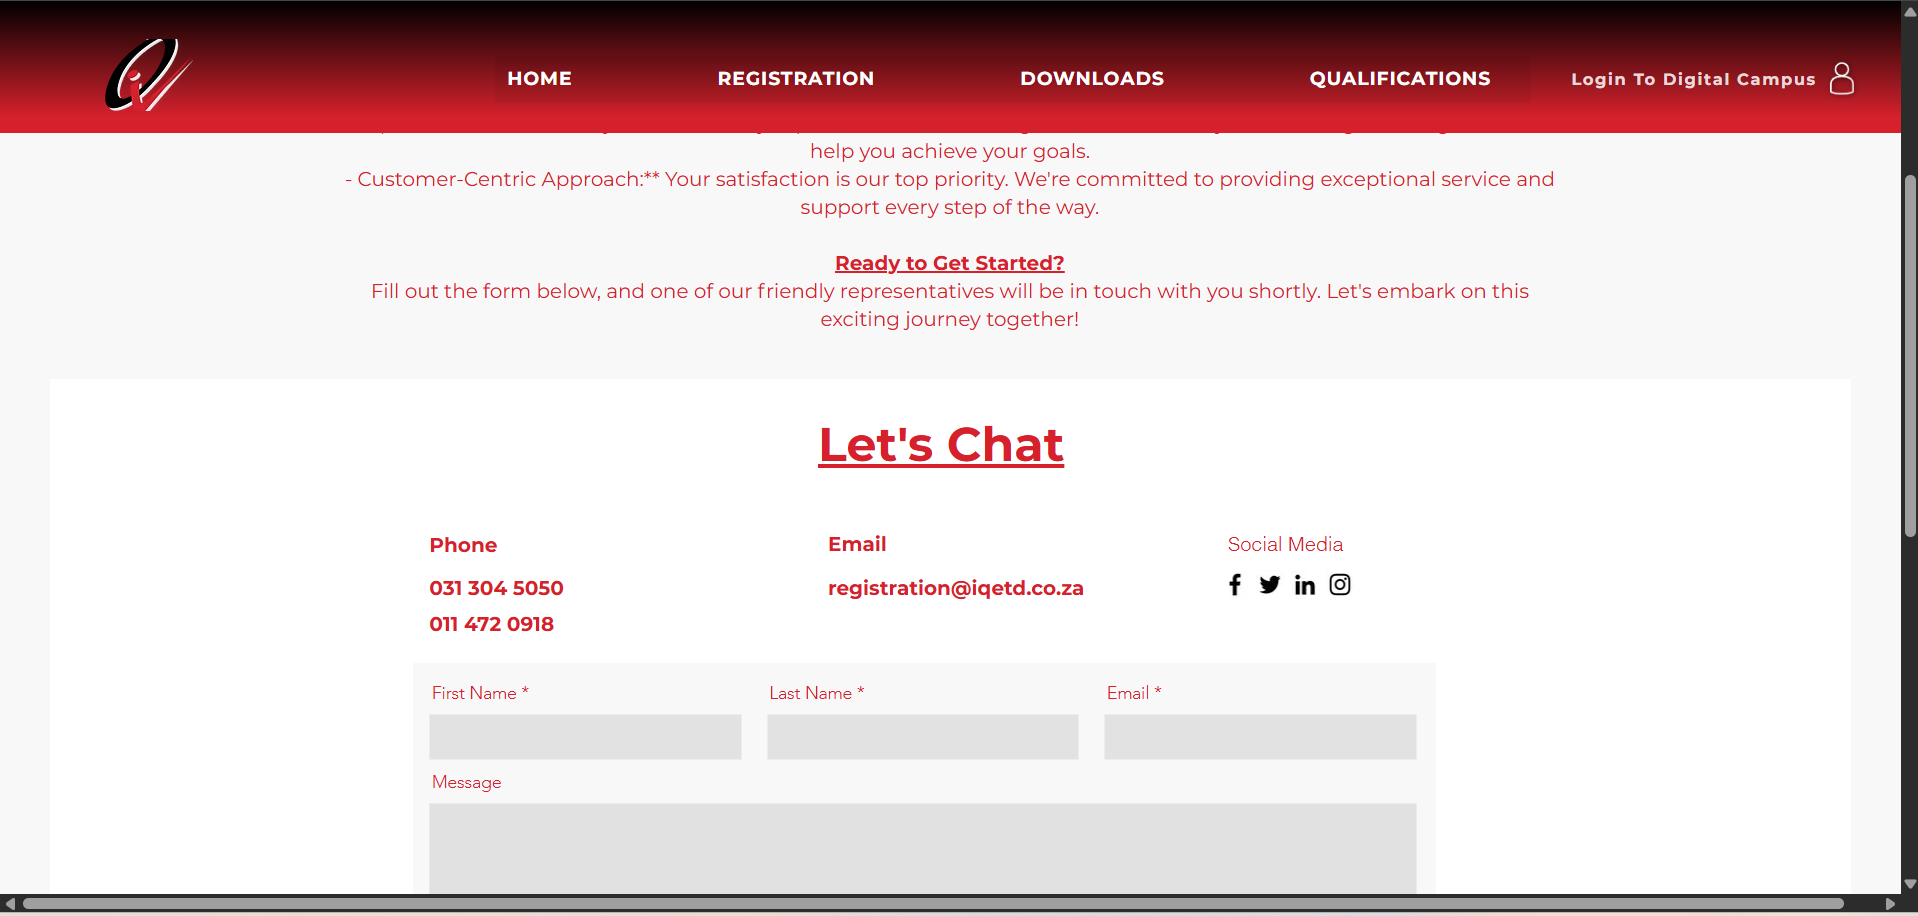 HOME
REGISTRATION
DOWNLOADS
QUALIFICATIONS
Login To Digital Campus
help you achieve your goals.
- Customer-Centric Approach:** Your satisfaction is our top priority. We're committed to providing exceptional service and
support every step of the way.
Ready to Get Started?
Fill out the form below, and one of our friendly representatives will be in touch with you shortly. Let's embark on this
exciting journey together!
Let's Chat
Phone
031 304 5050
011 472 0918
Email
registration@iqetd.co.za
Social Media
First Name *
Last Name *
Email *
Message